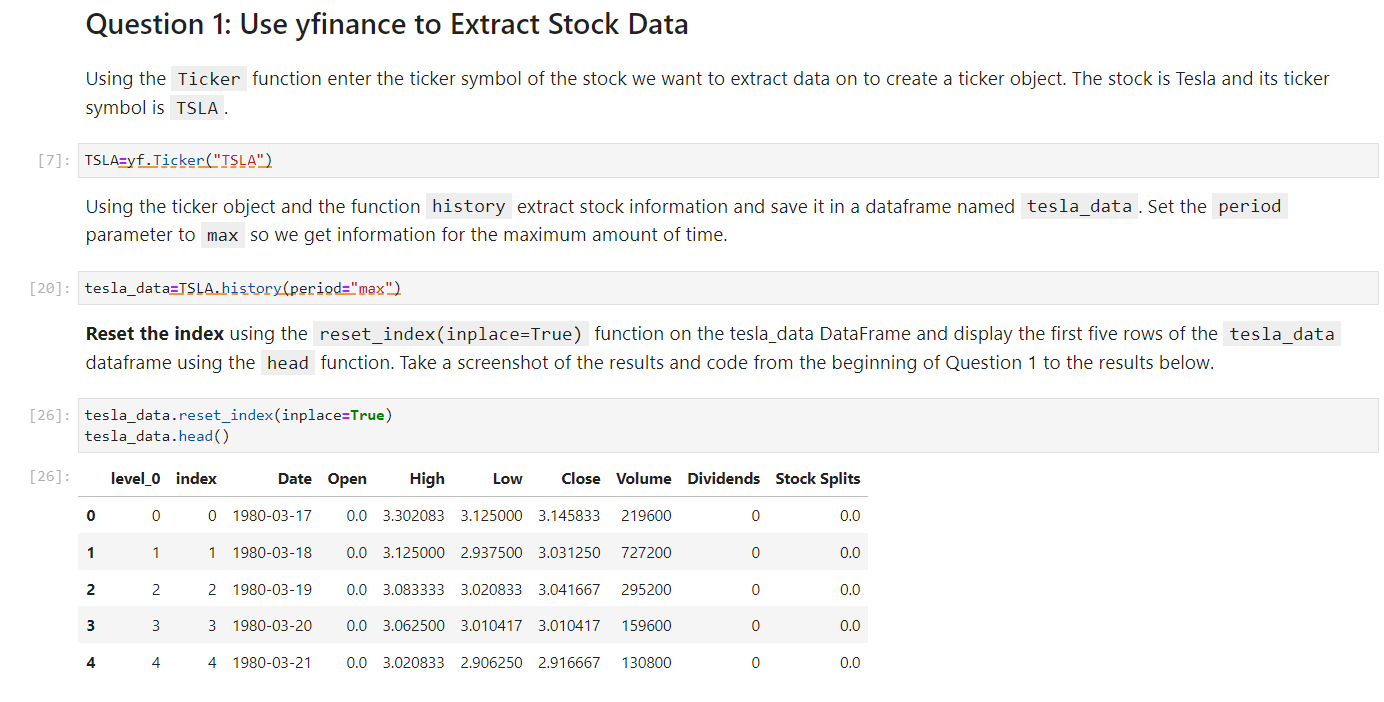 Question 1: Use yfinance to Extract Stock Data
Using the Ticker function enter the ticker symbol of the stock we want to extract data on to create a ticker object. The stock is Tesla and its ticker
symbol is TSLA .
[7]: TSLA=yf.Ticker("TSLA")
Using the ticker object and the function history extract stock information and save it in a dataframe named tesla_data . Set the period
parameter to max so we get information for the maximum amount of time.
[20]: tesla_data=TSLA.history(period="max")
Reset the index using the reset_index(inplace=True) function on the tesla_data DataFrame and display the first five rows of the tesla_data
dataframe using the head function. Take a screenshot of the results and code from the beginning of Question 1 to the results below.
[26]: tesla_data.reset_index(inplace=True)
tesla_data.head()
[26]: level_0 index Date Open High Low Close Volume Dividends Stock Splits
0 0 0 1980-03-17 0.0 3.302083 3.125000 3.145833 219600 0 0.0
1 1 1 1980-03-18 0.0 3.125000 2.937500 3.031250 727200 0 0.0
2 2 2 1980-03-19 0.0 3.083333 3.020833 3.041667 295200 0 0.0
3 3 3 1980-03-20 0.0 3.062500 3.010417 3.010417 159600 0 0.0
4 4 4 1980-03-21 0.0 3.020833 2.906250 2.916667 130800 0 0.0